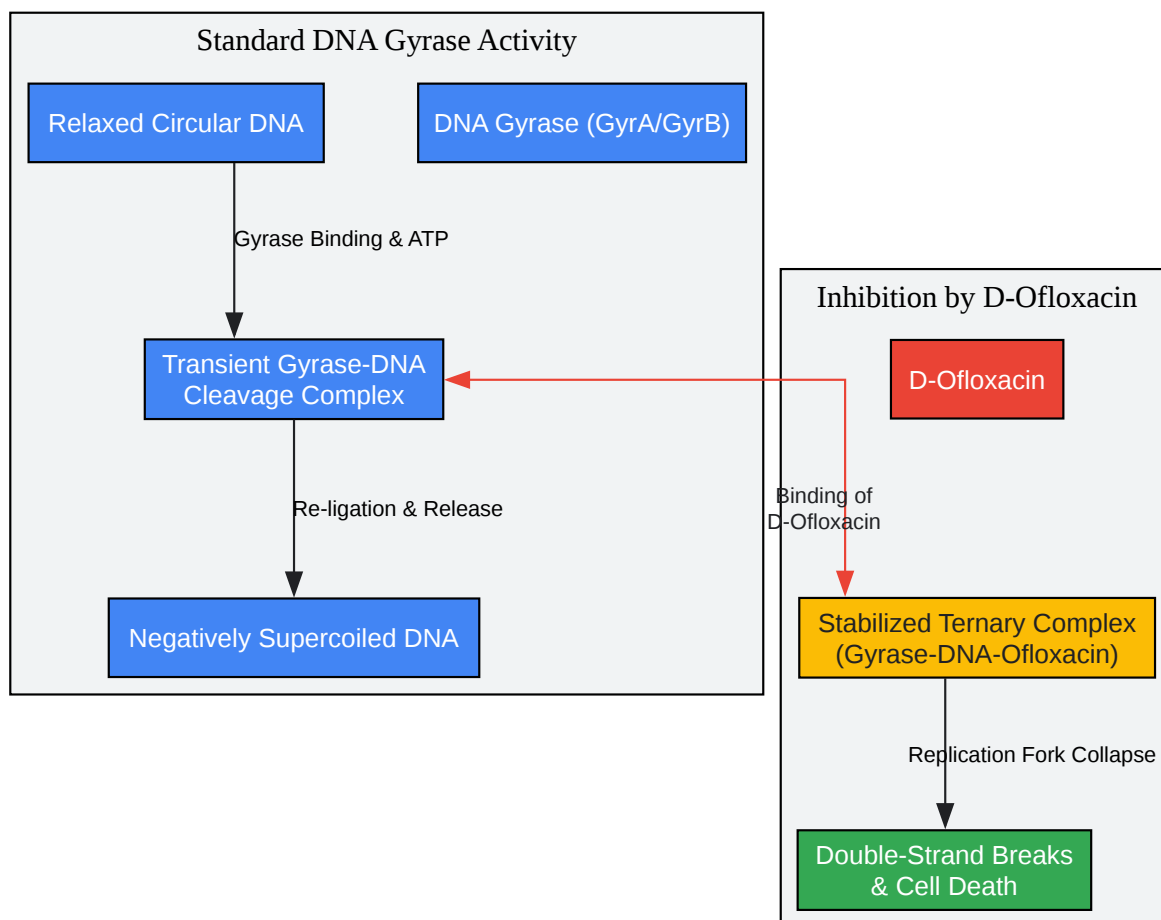 Standard DNA Gyrase Activity
Relaxed Circular DNA
DNA Gyrase (GyrA/GyrB)
Gyrase Binding & ATP
Transient Gyrase-DNA
Cleavage Complex
Re-ligation & Release
Negatively Supercoiled DNA
Inhibition by D-Ofloxacin
D-Ofloxacin
Binding of
D-Ofloxacin
Stabilized Ternary Complex
(Gyrase-DNA-Ofloxacin)
Replication Fork Collapse
Double-Strand Breaks
& Cell Death